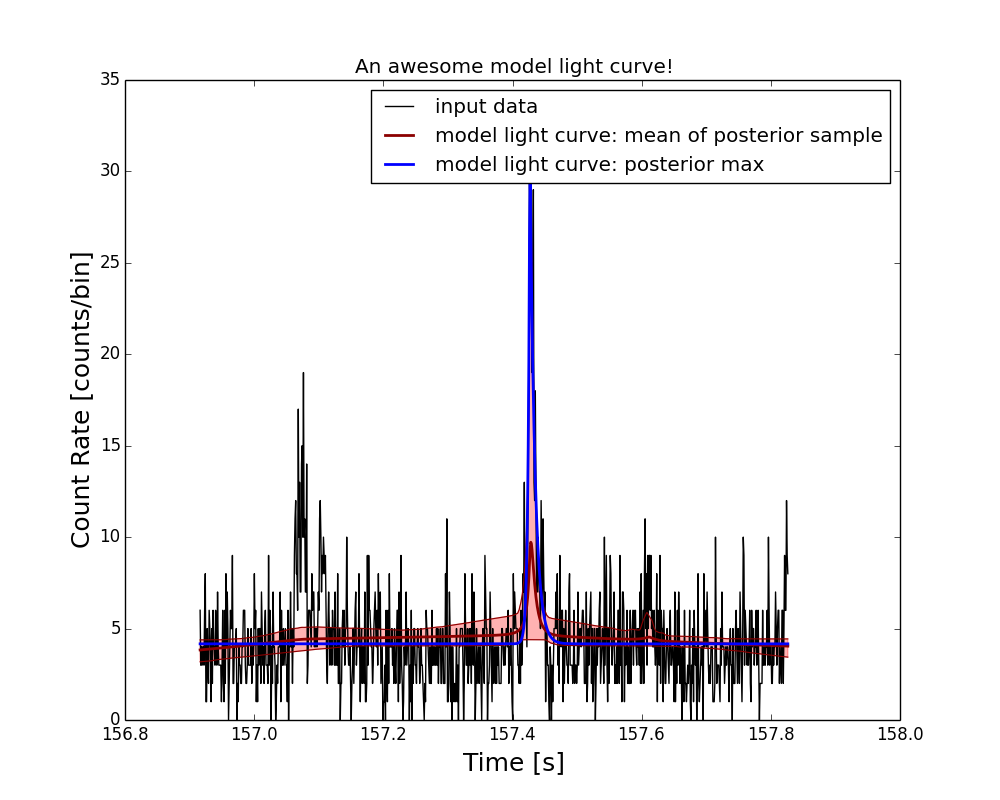 An awesome model light curve!
35
30
25
20
15
10
5
0
Count Rate [counts/bin]
input data
model light curve: mean of posterior sample
model light curve: posterior max
156.8 157.0 157.2 157.4 157.6 157.8 158.0
Time [s]